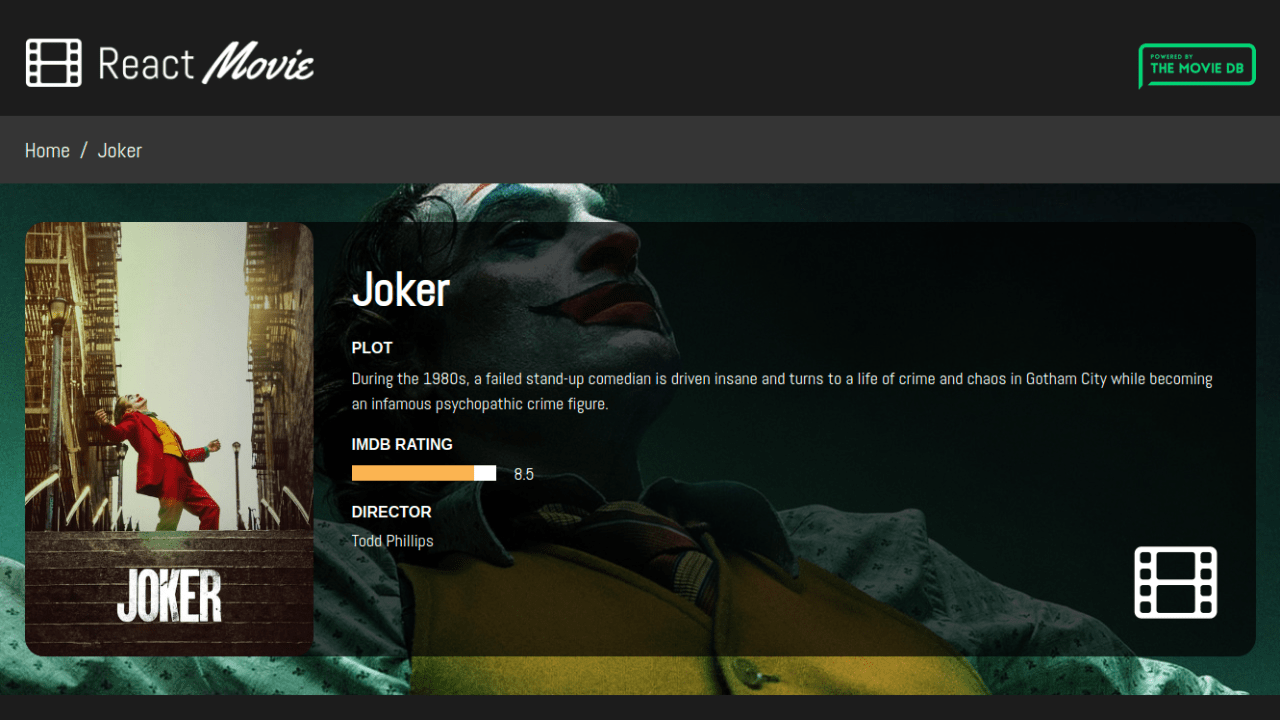 React Movie
POWERED BY
THE MOVIE DB
Home / Joker
Joker
PLOT
During the 1980s, a failed stand-up comedian is driven insane and turns to a life of crime and chaos in Gotham City while becoming
an infamous psychopathic crime figure.
IMDB RATING
8.5
DIRECTOR
Todd Phillips
JOKER